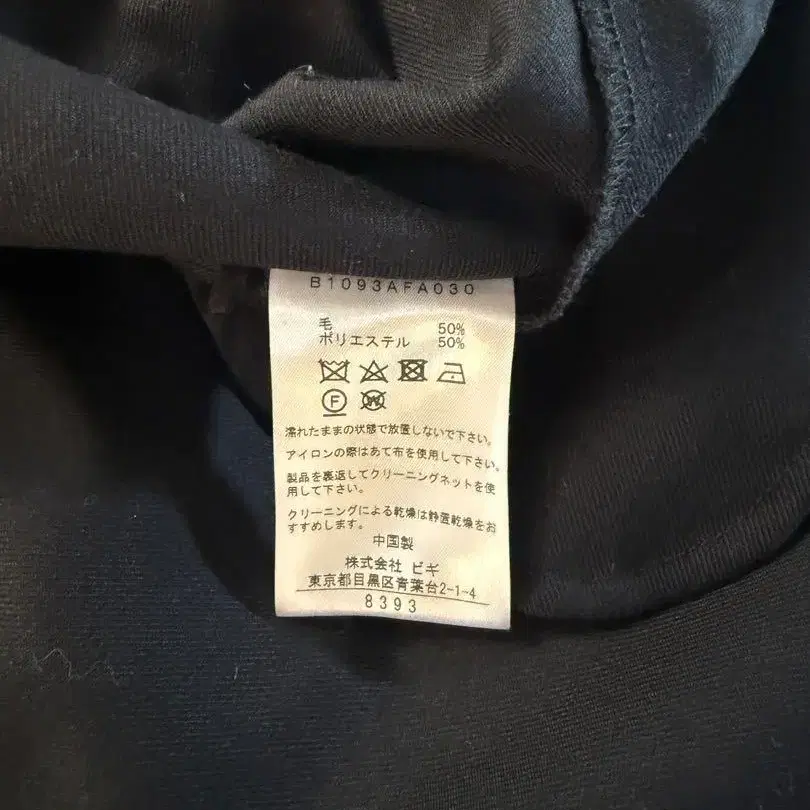 B1093AFA030
毛 50%
ポリエステル 50%
F W
濡れたままの状態で放置しないで下さい。
アイロンの際はあて布を使用して下さい。
製品を裏返してクリーニングネットを使
用して下さい。
クリーニングによる乾燥は静置乾燥をお
すすめします。
中国製
株式会社 ビギ
東京都目黒区青葉台2-1-4
8393